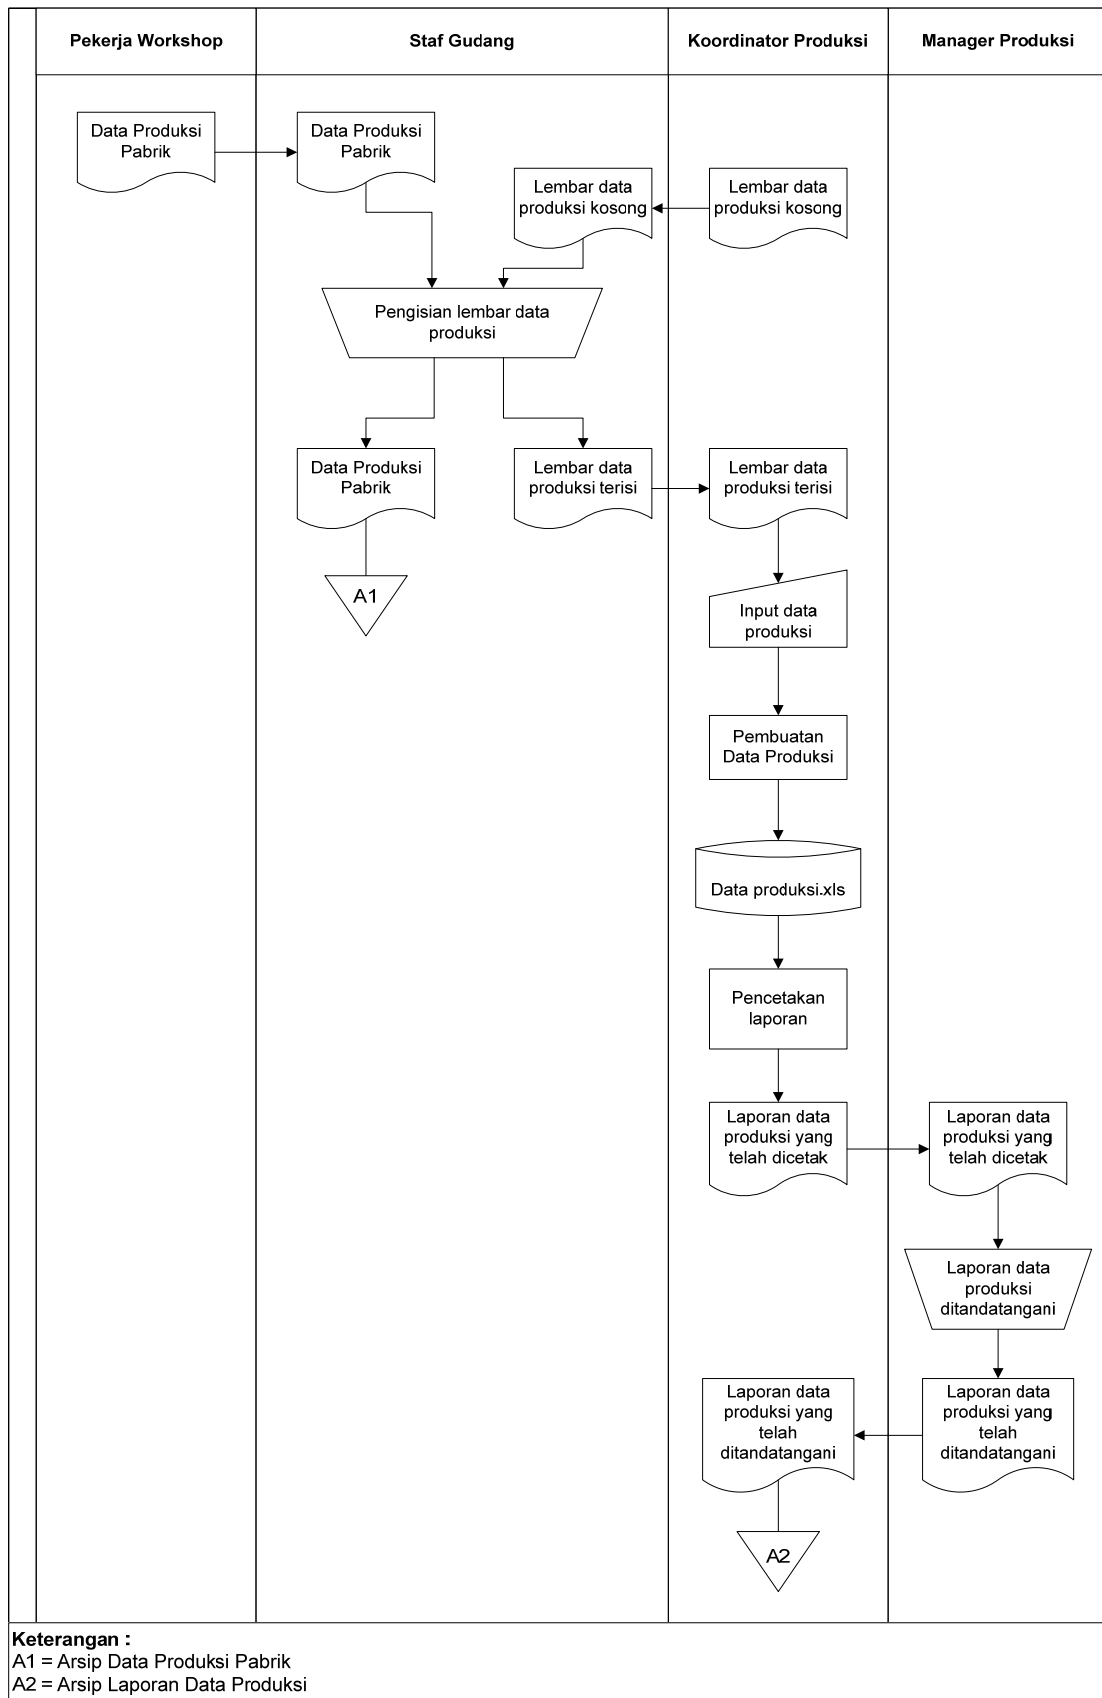 Pekerja Workshop
Staf Gudang
Koordinator Produksi
Manager Produksi
Data Produksi
Pabrik
Data Produksi
Pabrik
Lembar data
produksi kosong
Lembar data
produksi kosong
Pengisian lembar data
produksi
Data Produksi
Pabrik
Lembar data
produksi terisi
Lembar data
produksi terisi
A1
Input data
produksi
Pembuatan
Data Produksi
Data produksi.xls
Pencetakan
laporan
Laporan data
produksi yang
telah dicetak
Laporan data
produksi yang
telah dicetak
Laporan data
produksi
ditandatangani
Laporan data
produksi yang
telah
ditandatangani
Laporan data
produksi yang
telah
ditandatangani
A2
Keterangan :
A1 = Arsip Data Produksi Pabrik
A2 = Arsip Laporan Data Produksi